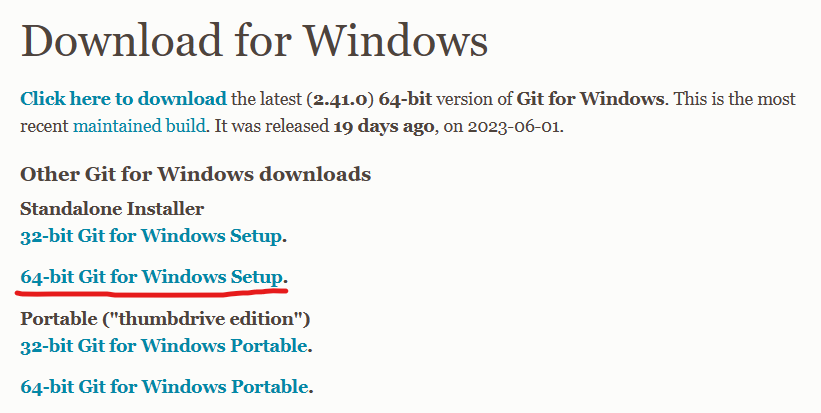 Download for Windows
Click here to download the latest (2.41.0) 64-bit version of Git for Windows. This is the most
recent maintained build. It was released 19 days ago, on 2023-06-01.
Other Git for Windows downloads
Standalone Installer
32-bit Git for Windows Setup.
64-bit Git for Windows Setup.
Portable ("thumbdrive edition")
32-bit Git for Windows Portable.
64-bit Git for Windows Portable.